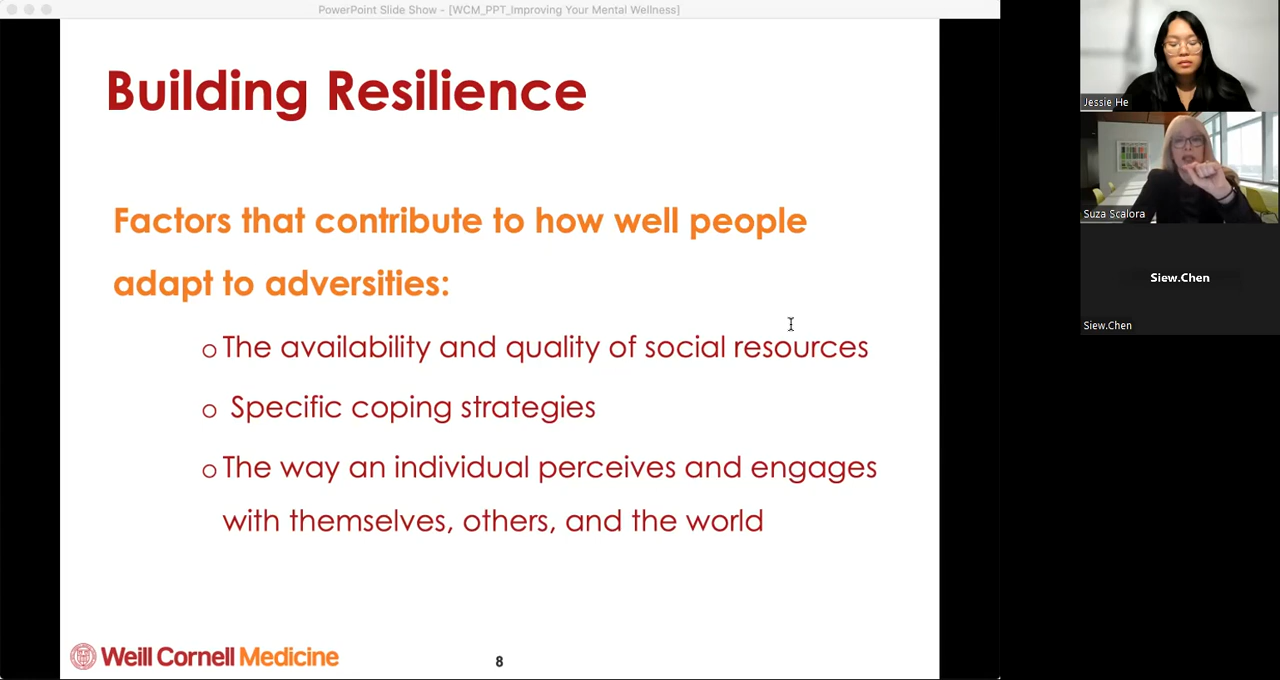 PowerPoint Slide Show - [WCM_PPT_Improving Your Mental Wellness]
Building Resilience
Factors that contribute to how well people
adapt to adversities:
o The availability and quality of social resources
o Specific coping strategies
o The way an individual perceives and engages
with themselves, others, and the world
Weill Cornell Medicine
8
Jessie He
Suza Scalora
Siew.Chen
Siew.Chen